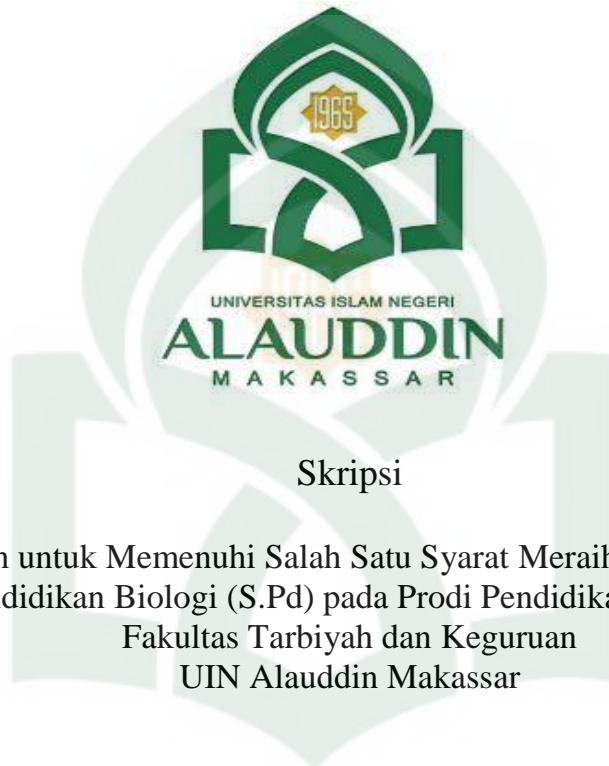 1965
UNIVERSITAS ISLAM NEGERI
ALAUDDIN
MAKASSAR
Skripsi
untuk Memenuhi Salah Satu Syarat Meraih
didikan Biologi (S.Pd) pada Prodi Pendidika
Fakultas Tarbiyah dan Keguruan
UIN Alauddin Makassar